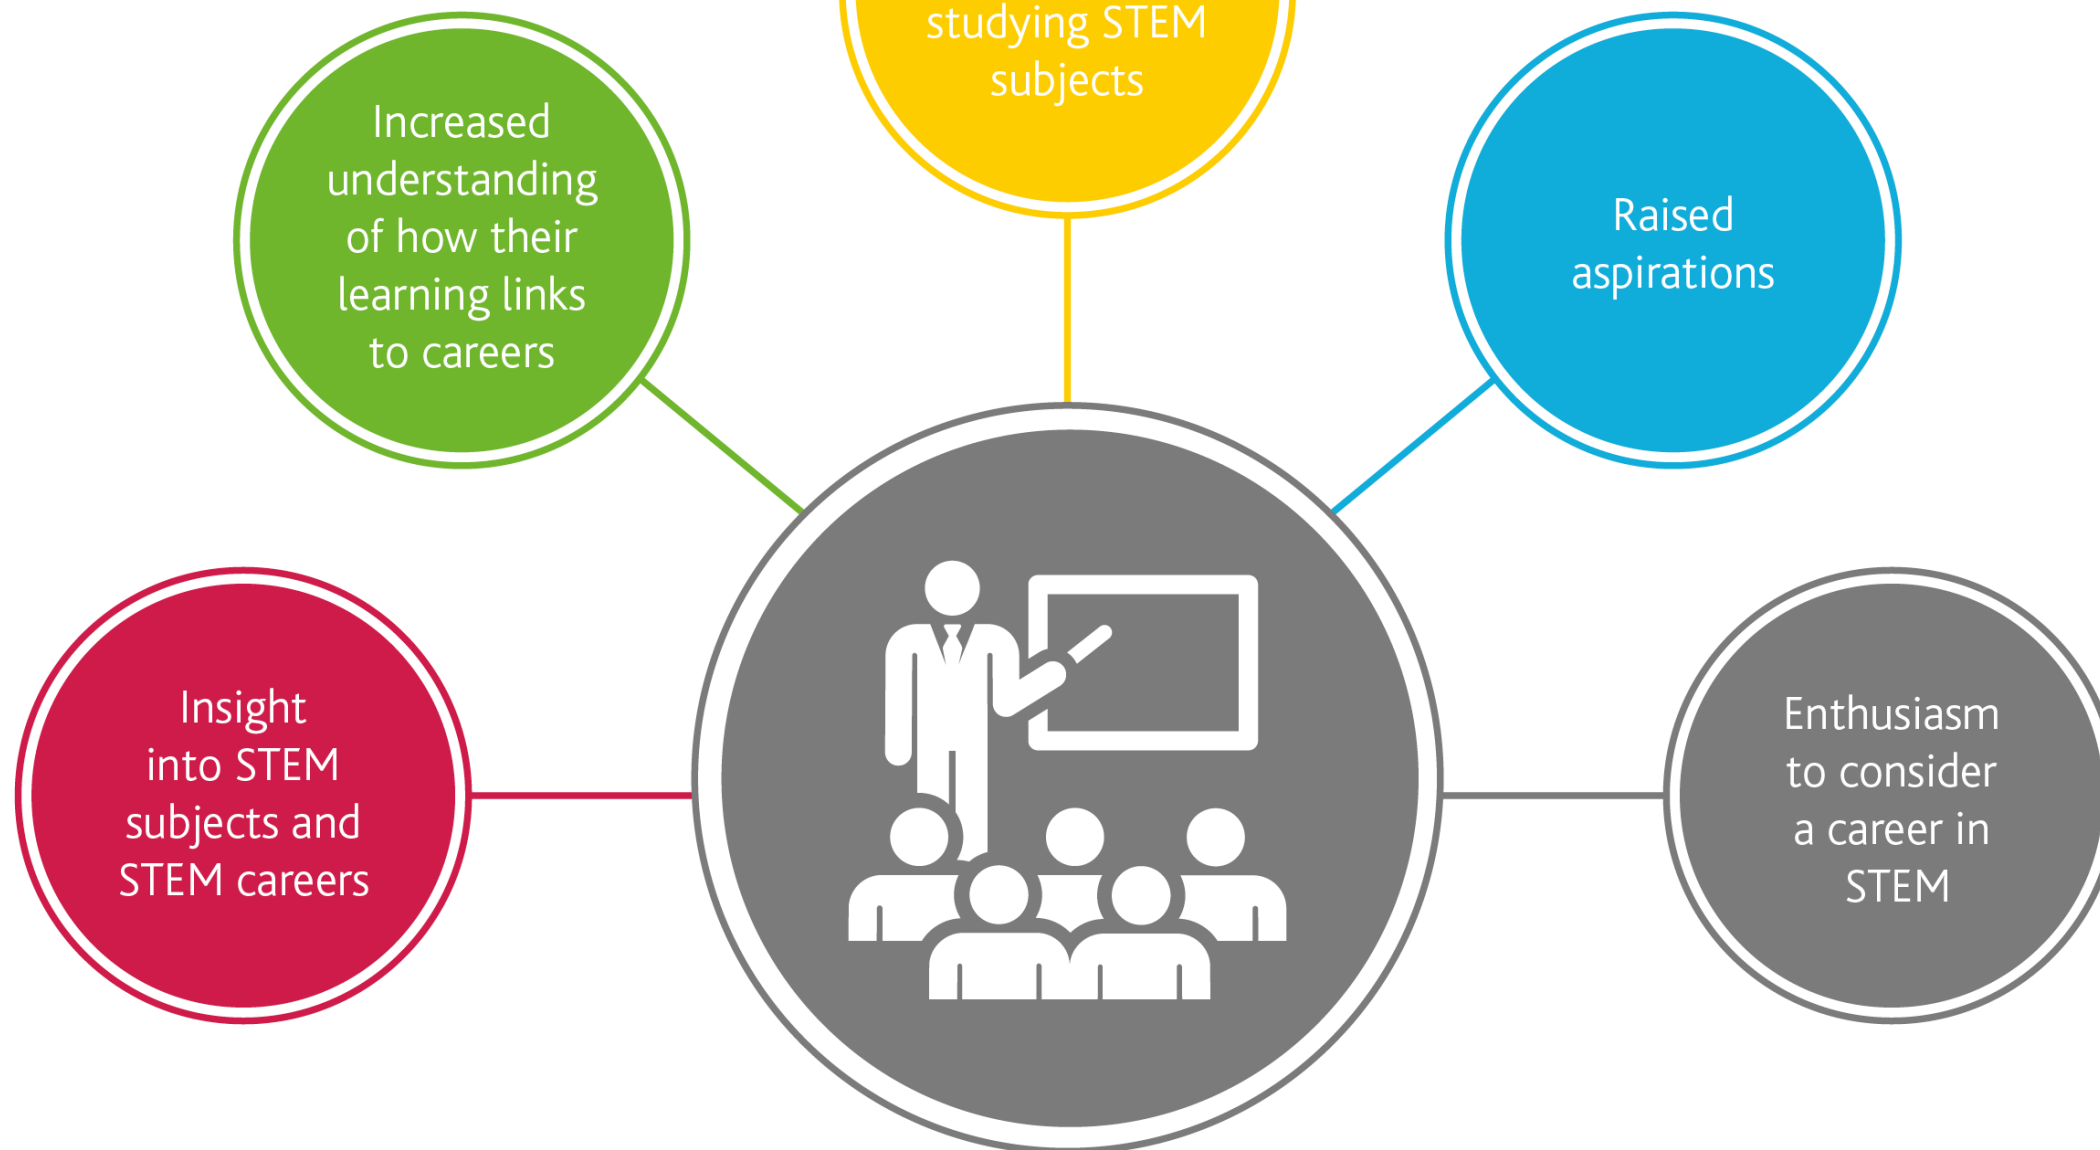 studying STEM
subjects
Increased
understanding
of how their
learning links
to careers
Raised
aspirations
Insight
into STEM
subjects and
STEM careers
Enthusiasm
to consider
a career in
STEM